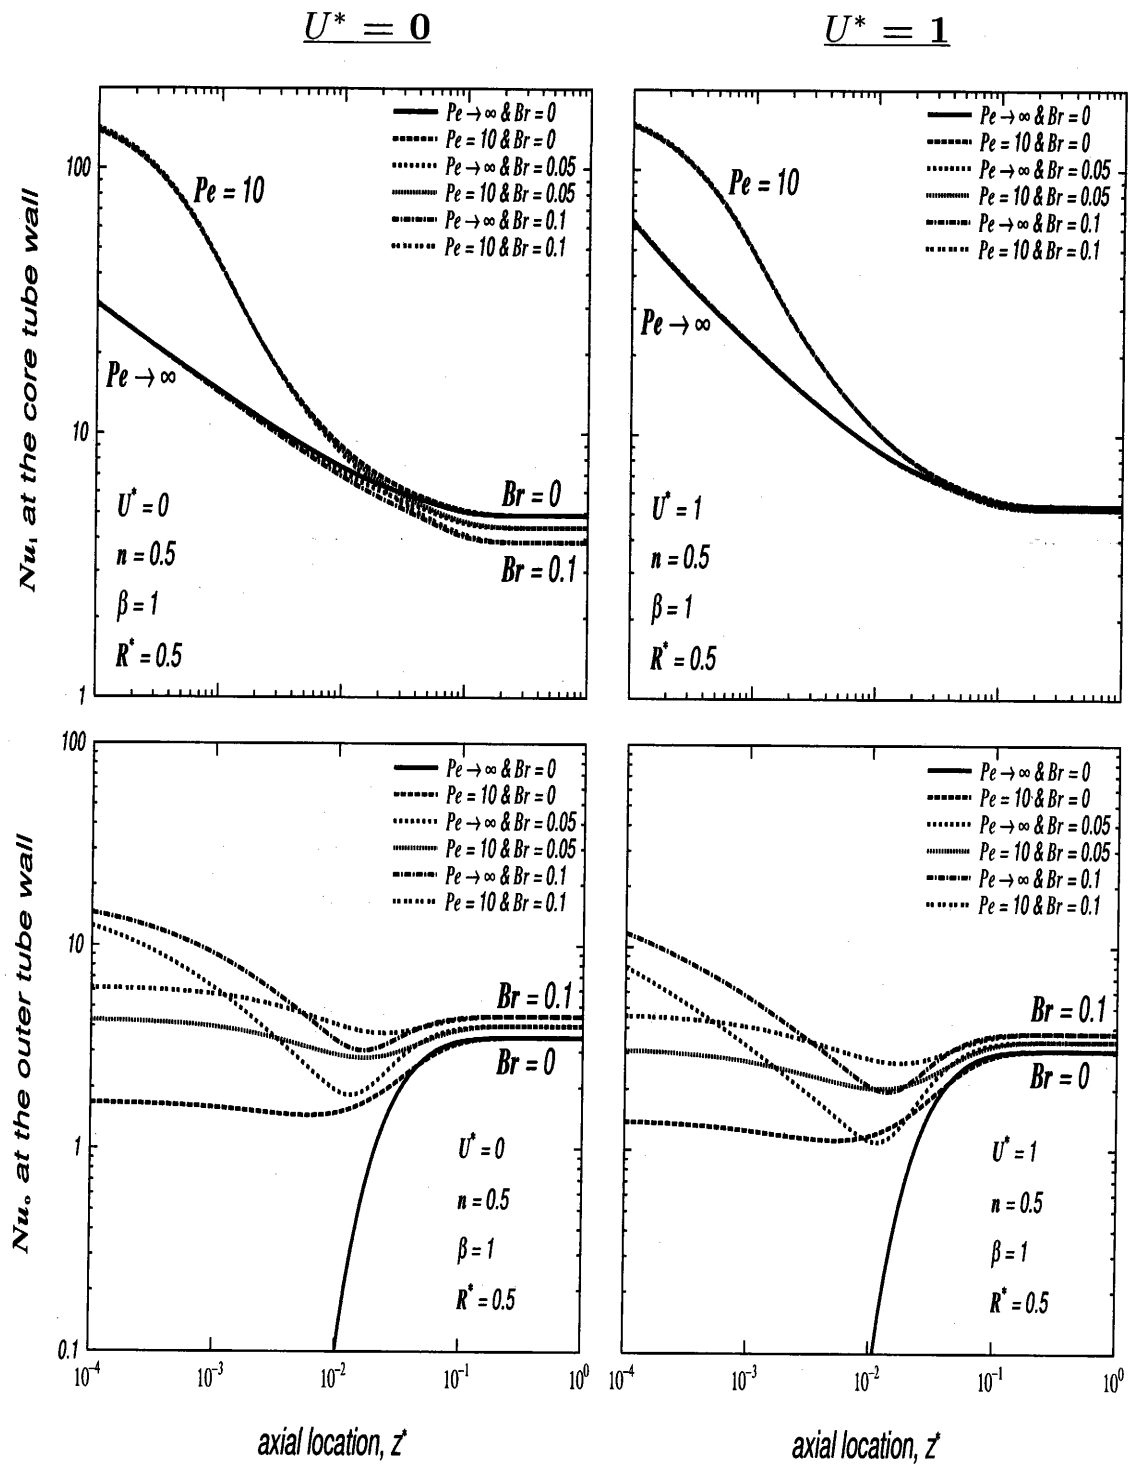 U* = 0
U* = 1
Nu₁ at the core tube wall
100
10
1
Pe → ∞ & Br = 0
Pe = 10 & Br = 0
Pe → ∞ & Br = 0.05
Pe = 10 & Br = 0.05
Pe → ∞ & Br = 0.1
Pe = 10 & Br = 0.1
Pe = 10
Pe → ∞
Br = 0
Br = 0.1
U* = 0
n = 0.5
β = 1
R* = 0.5
Pe → ∞ & Br = 0
Pe = 10 & Br = 0
Pe → ∞ & Br = 0.05
Pe = 10 & Br = 0.05
Pe → ∞ & Br = 0.1
Pe = 10 & Br = 0.1
Pe = 10
Pe → ∞
U* = 1
n = 0.5
β = 1
R* = 0.5
Nuₒ at the outer tube wall
100
10
1
0.1
Pe → ∞ & Br = 0
Pe = 10 & Br = 0
Pe → ∞ & Br = 0.05
Pe = 10 & Br = 0.05
Pe → ∞ & Br = 0.1
Pe = 10 & Br = 0.1
Br = 0.1
Br = 0
U* = 0
n = 0.5
β = 1
R* = 0.5
10⁻⁴ 10⁻³ 10⁻² 10⁻¹ 10⁰
axial location, z*
Pe → ∞ & Br = 0
Pe = 10 & Br = 0
Pe → ∞ & Br = 0.05
Pe = 10 & Br = 0.05
Pe → ∞ & Br = 0.1
Pe = 10 & Br = 0.1
Br = 0.1
Br = 0
U* = 1
n = 0.5
β = 1
R* = 0.5
10⁻⁴ 10⁻³ 10⁻² 10⁻¹ 10⁰
axial location, z*